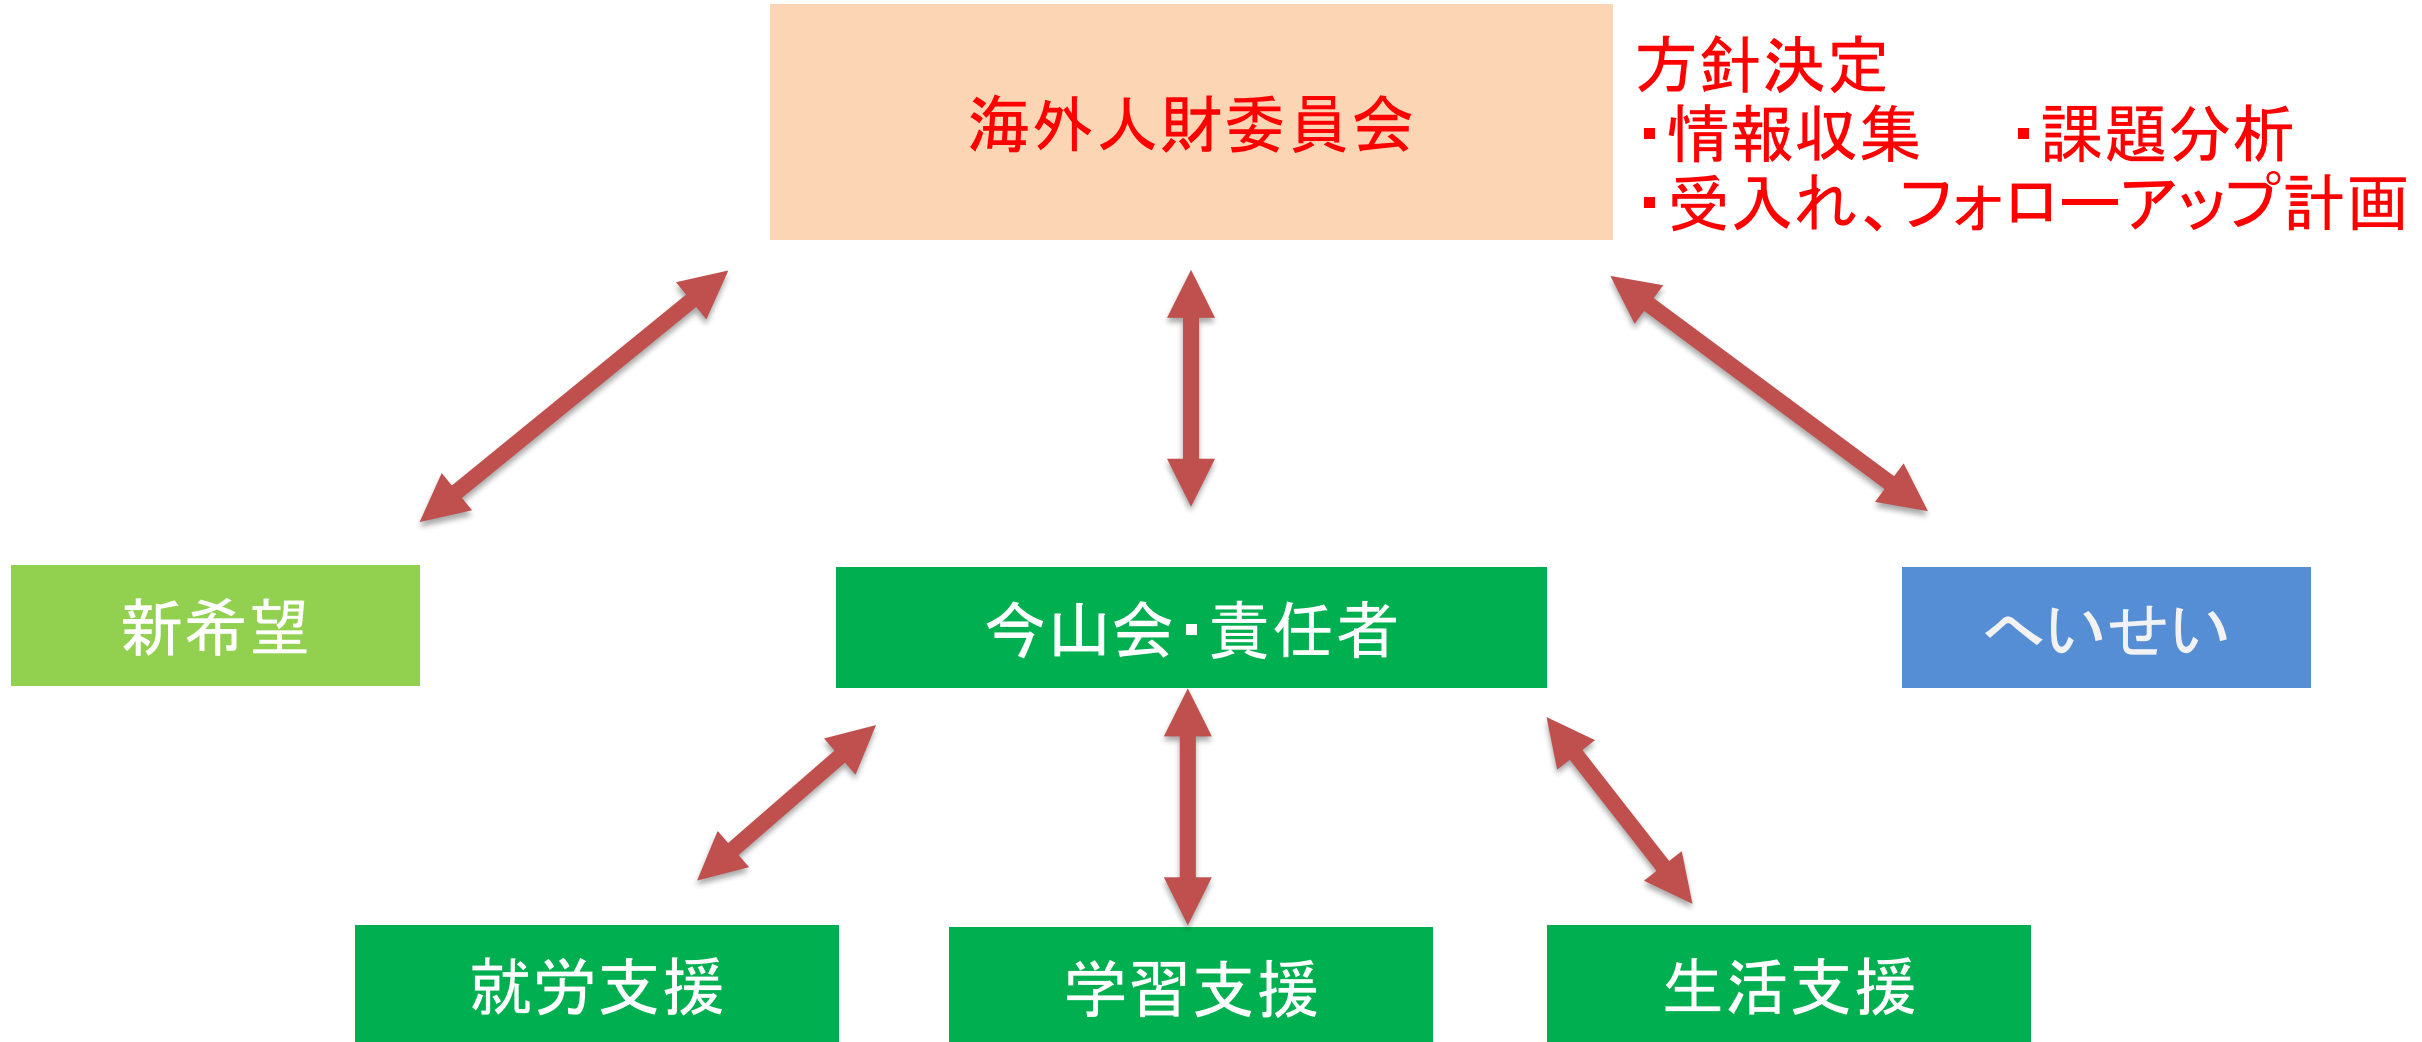 海外人財委員会
方針決定
・情報収集　・課題分析
・受入れ、フォローアップ計画
新希望
今山会・責任者
へいせい
就労支援
学習支援
生活支援